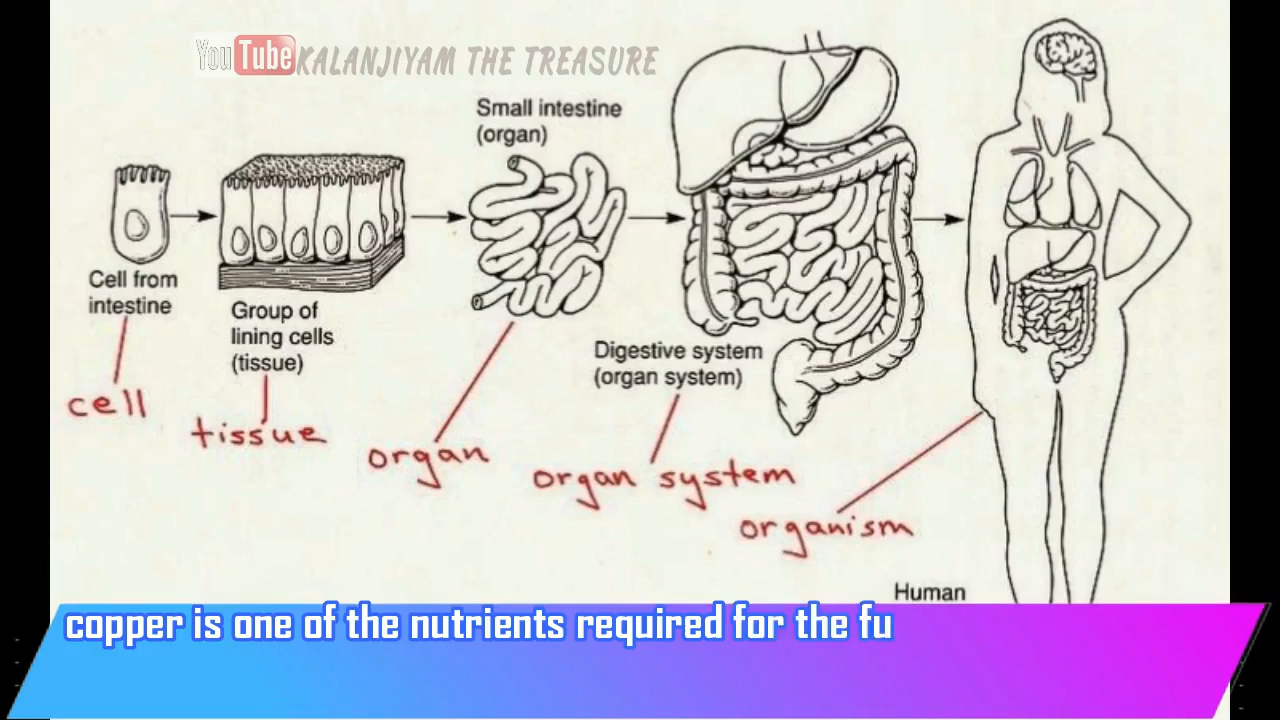 YouTube KALANJIYAM THE TREASURE
Small intestine
(organ)
Cell from
intestine
Group of
lining cells
(tissue)
Digestive system
(organ system)
cell
tissue
organ
organ system
organism
Human
copper is one of the nutrients required for the fu